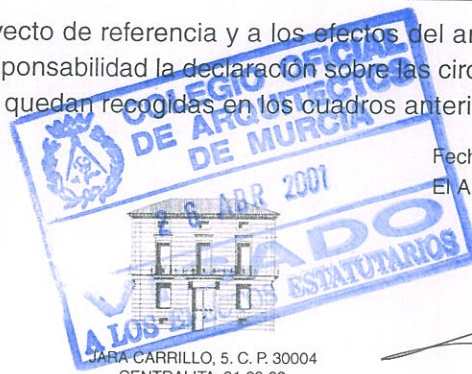 yecto de referencia y a los efectos del ar
ponsabilidad la declaración sobre las circ
quedan recogidas en los cuadros anteri
COLEGIO OFICIAL
DE ARQUITECTOS
DE MURCIA
Fech
El A
26 ABR 2001
VISADO
A LOS EFECTOS ESTATUTARIOS
JARA CARRILLO, 5. C. P. 30004